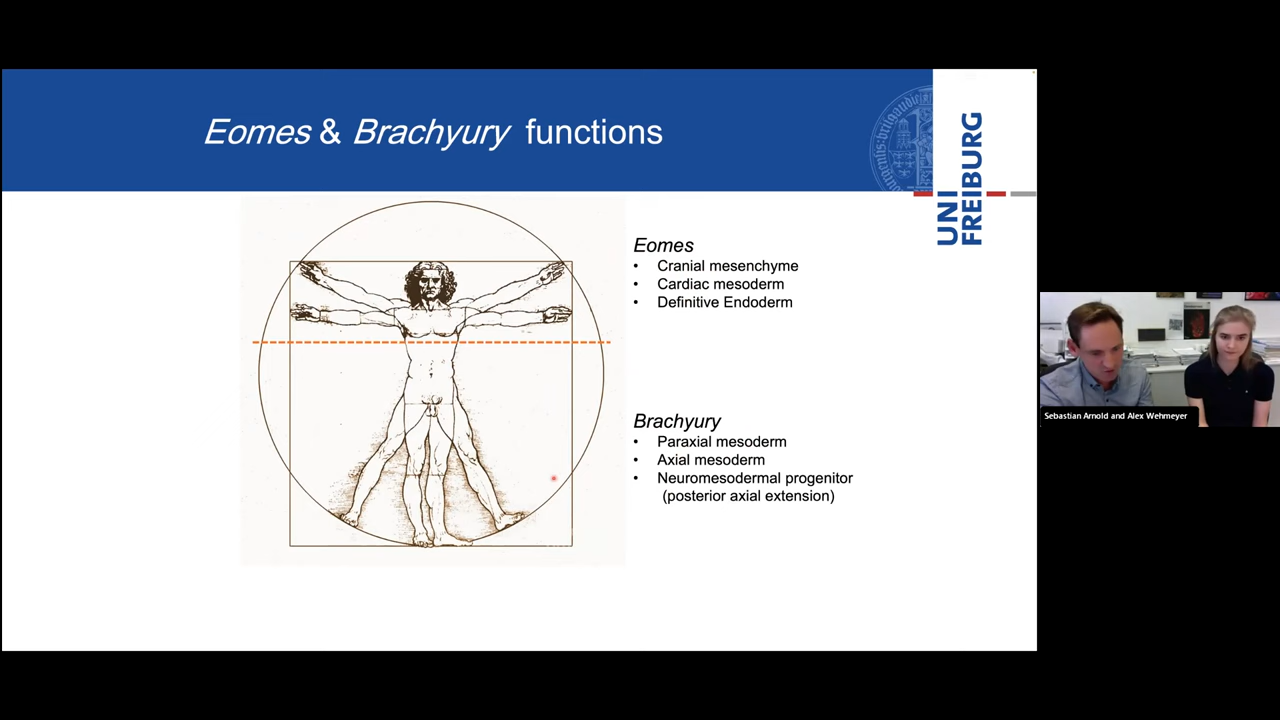 Eomes & Brachyury functions
UNI
FREIBURG
Eomes
• Cranial mesenchyme
• Cardiac mesoderm
• Definitive Endoderm
Brachyury
• Paraxial mesoderm
• Axial mesoderm
• Neuromesodermal progenitor
(posterior axial extension)
Sebastian Arnold and Alex Wehmeyer